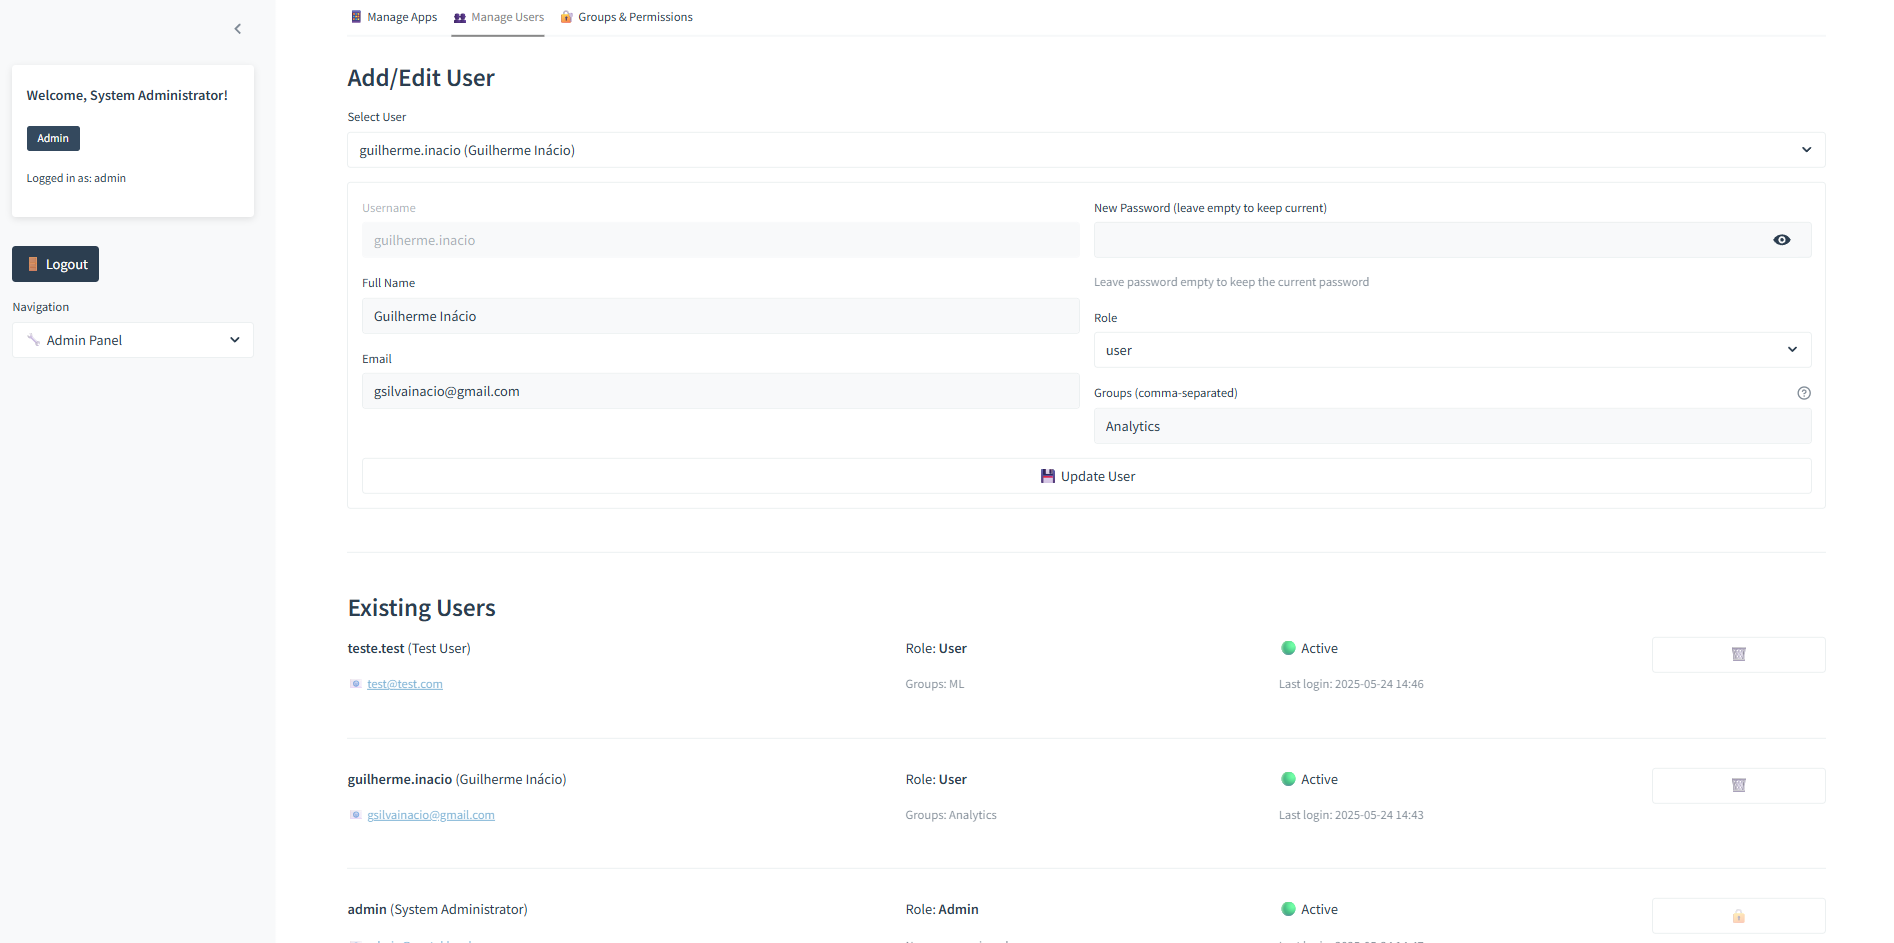 Manage Apps
Manage Users
Groups & Permissions
Welcome, System Administrator!
Admin
Logged in as: admin
Logout
Navigation
Admin Panel
Add/Edit User
Select User
guilherme.inacio (Guilherme Inácio)
Username
guilherme.inacio
Full Name
Guilherme Inácio
Email
gsilvainacio@gmail.com
New Password (leave empty to keep current)
Leave password empty to keep the current password
Role
user
Groups (comma-separated)
Analytics
Update User
Existing Users
teste.test (Test User)
test@test.com
Role: User
Groups: ML
Active
Last login: 2025-05-24 14:46
guilherme.inacio (Guilherme Inácio)
gsilvainacio@gmail.com
Role: User
Groups: Analytics
Active
Last login: 2025-05-24 14:43
admin (System Administrator)
Role: Admin
Active